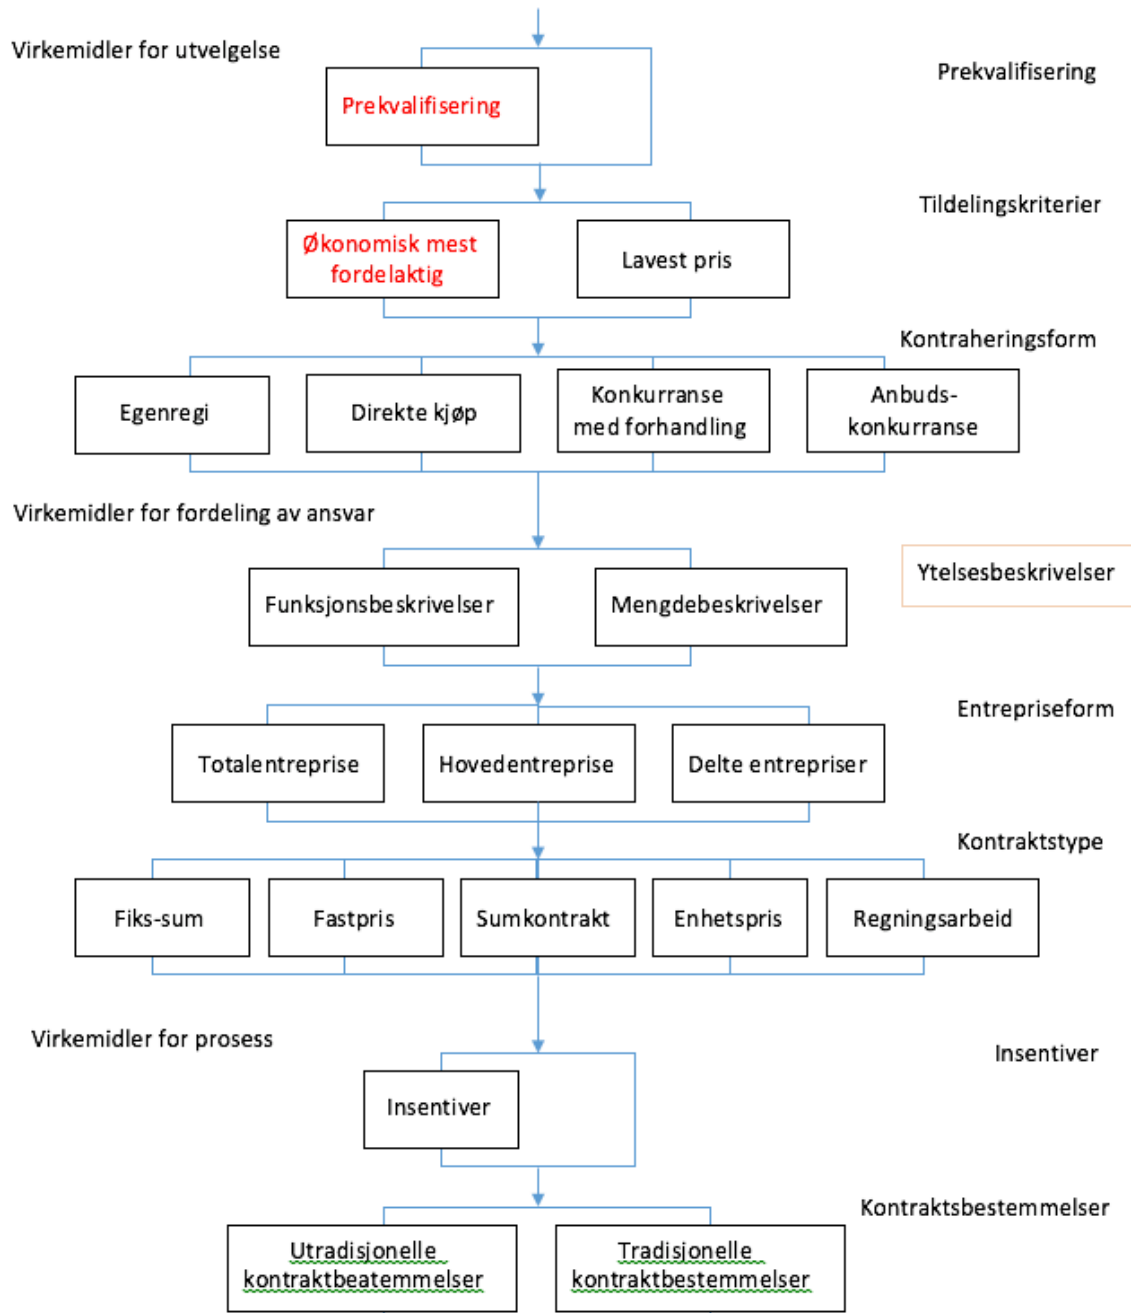 Virkemidler for utvelgelse
Prekvalifisering
Prekvalifisering
Tildelingskriterier
Økonomisk mest
fordelaktig
Lavest pris
Kontraheringsform
Egenregi
Direkte kjøp
Konkurranse
med forhandling
Anbuds-
konkurranse
Virkemidler for fordeling av ansvar
Ytelsesbeskrivelser
Funksjonsbeskrivelser
Mengdebeskrivelser
Entrepriseform
Totalentreprise
Hovedentreprise
Delte entrepriser
Kontraktstype
Fiks-sum
Fastpris
Sumkontrakt
Enhetspris
Regningsarbeid
Virkemidler for prosess
Insentiver
Insentiver
Kontraktsbestemmelser
Utradisjonelle
kontraktbeatemmelser
Tradisjonelle
kontraktbestemmelser